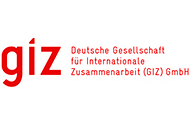 giz
Deutsche Gesellschaft
für Internationale
Zusammenarbeit (GIZ) GmbH